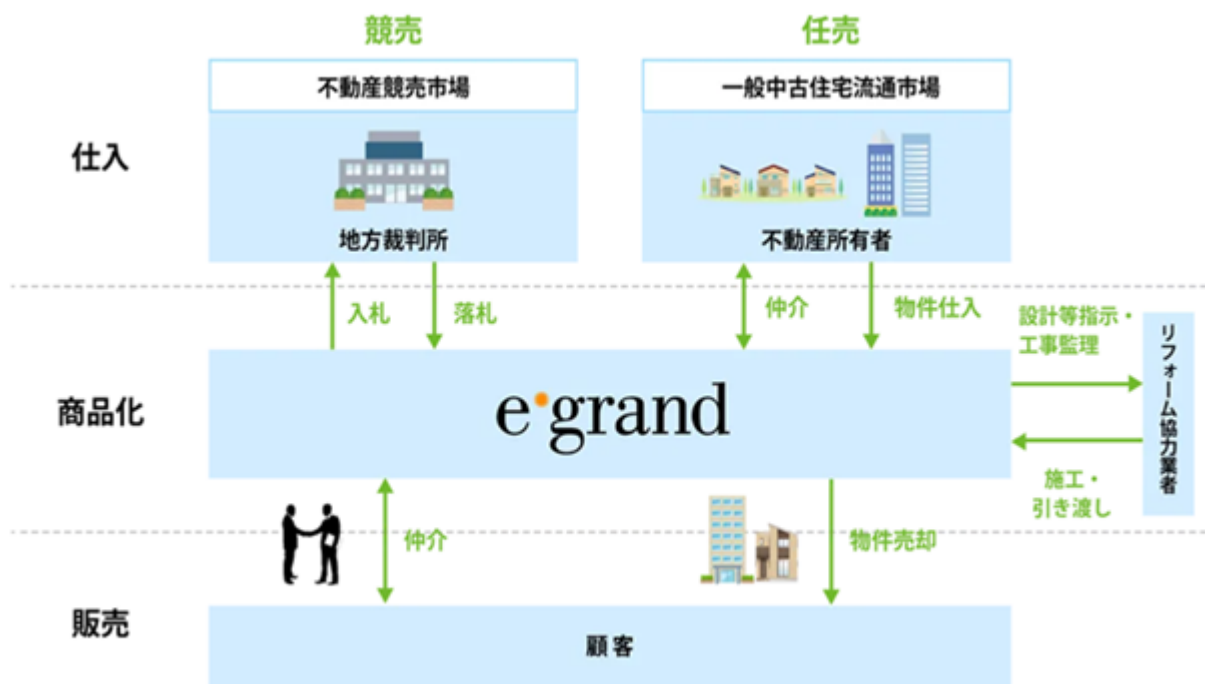 競売
任売
不動産競売市場
一般中古住宅流通市場
仕入
地方裁判所
不動産所有者
入札
落札
仲介
物件仕入
設計等指示・
工事監理
リフォーム協力業者
商品化
e・grand
施工・
引き渡し
仲介
物件売却
販売
顧客